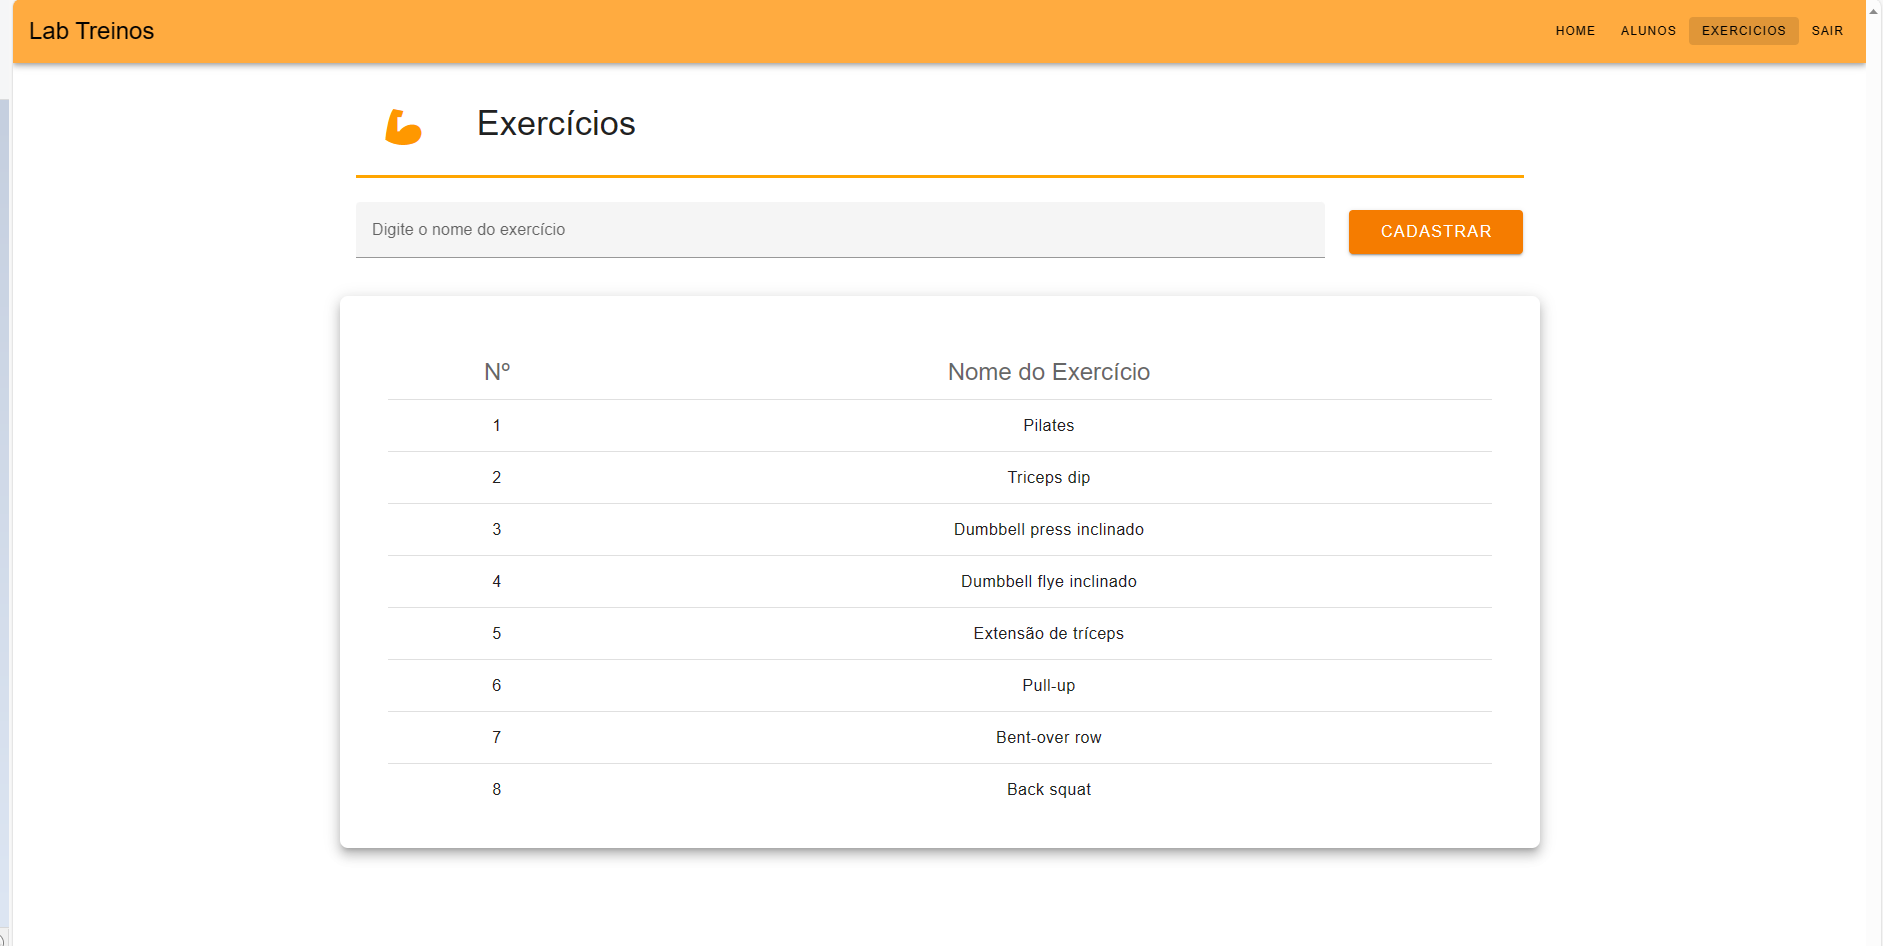 Lab Treinos
HOME ALUNOS EXERCICIOS SAIR
Exercícios
Digite o nome do exercício
CADASTRAR
Nº Nome do Exercício
1 Pilates
2 Triceps dip
3 Dumbbell press inclinado
4 Dumbbell flye inclinado
5 Extensão de tríceps
6 Pull-up
7 Bent-over row
8 Back squat